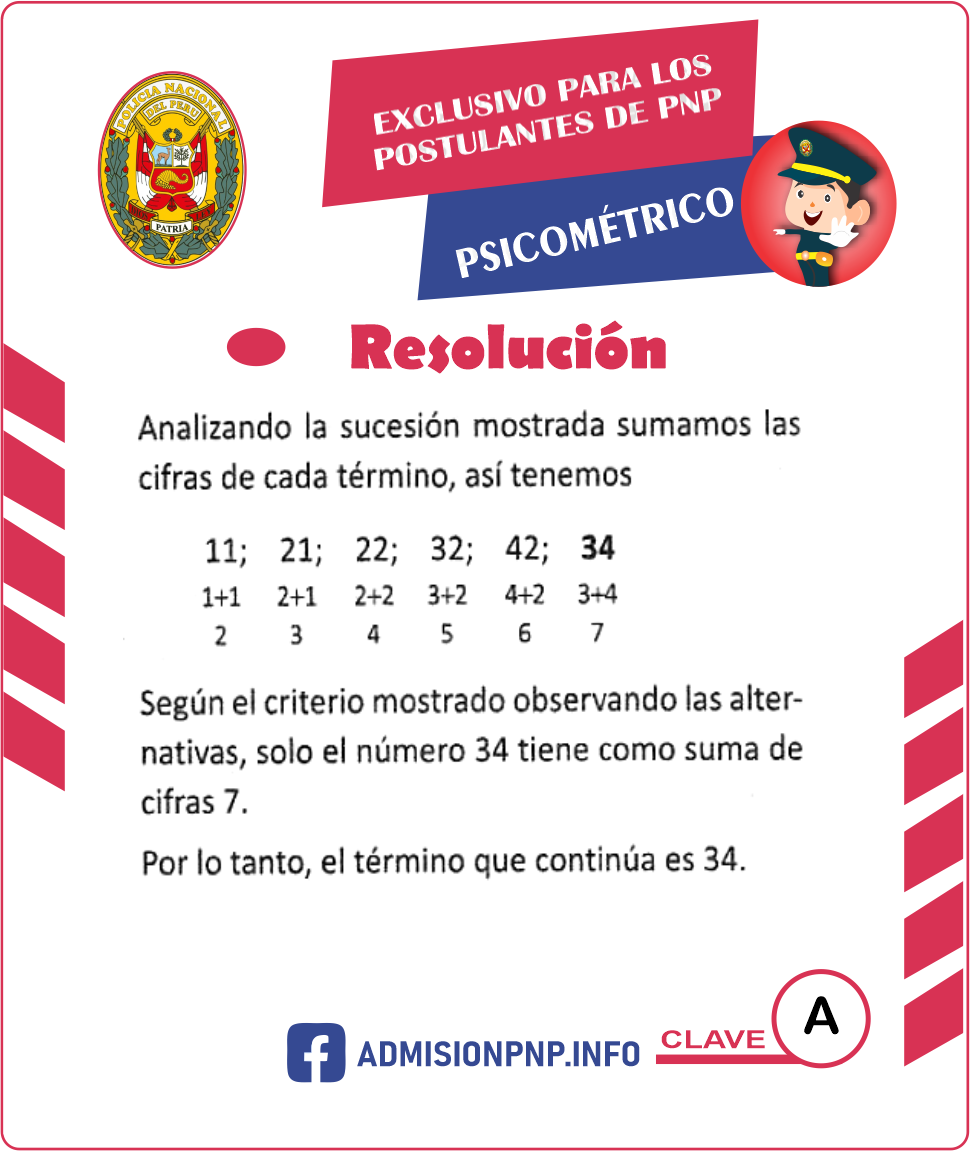 POLICIA NACIONAL
DEL PERU
DIOS
LEY
PATRIA
EXCLUSIVO PARA LOS
POSTULANTES DE PNP
PSICOMÉTRICO
Resolución
Analizando la sucesión mostrada sumamos las
cifras de cada término, así tenemos
11; 21; 22; 32; 42; 34
1+1 2+1 2+2 3+2 4+2 3+4
2 3 4 5 6 7
Según el criterio mostrado observando las alter-
nativas, solo el número 34 tiene como suma de
cifras 7.
Por lo tanto, el término que continúa es 34.
ADMISIONPNP.INFO
CLAVE A